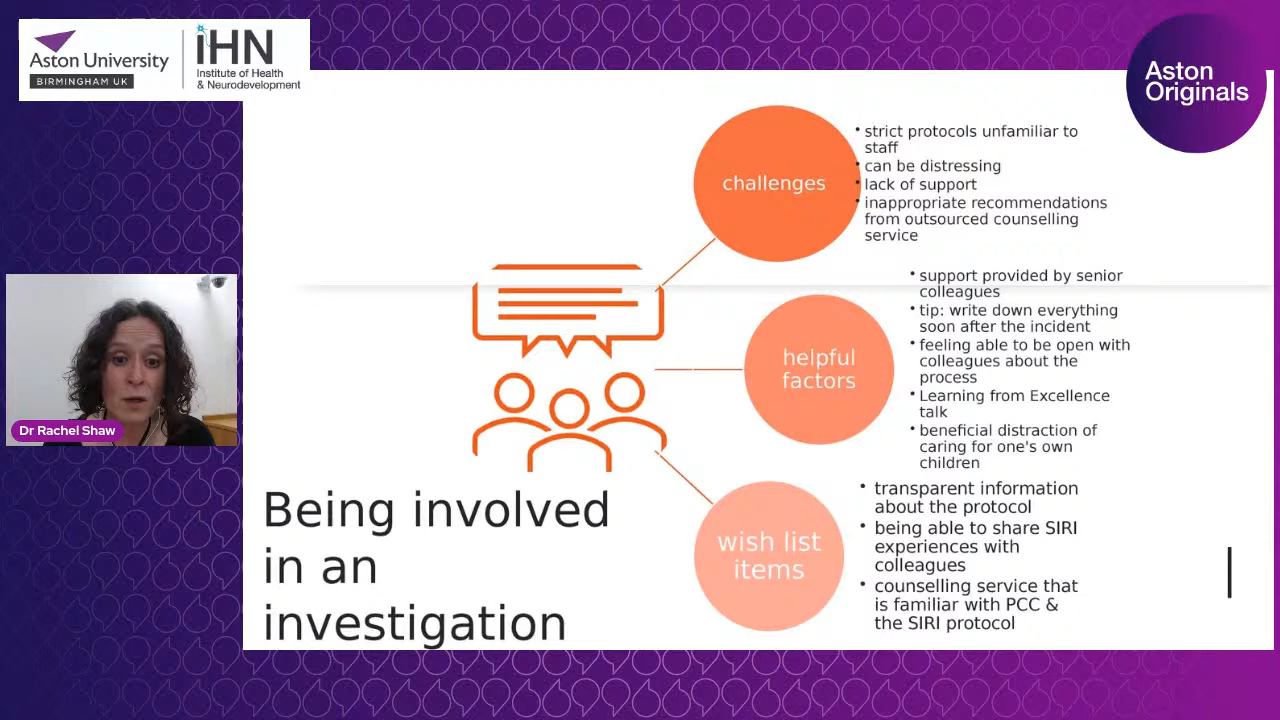 Aston University
BIRMINGHAM UK
iHN
Institute of Health
& Neurodevelopment
Aston
Originals
Dr Rachel Shaw
Being involved
in an
investigation
challenges
• strict protocols unfamiliar to
staff
• can be distressing
• lack of support
• inappropriate recommendations
from outsourced counselling
service
helpful
factors
• support provided by senior
colleagues
• tip: write down everything
soon after the incident
• feeling able to be open with
colleagues about the
process
• Learning from Excellence
talk
• beneficial distraction of
caring for one's own
children
wish list
items
• transparent information
about the protocol
• being able to share SIRI
experiences with
colleagues
• counselling service that
is familiar with PCC &
the SIRI protocol